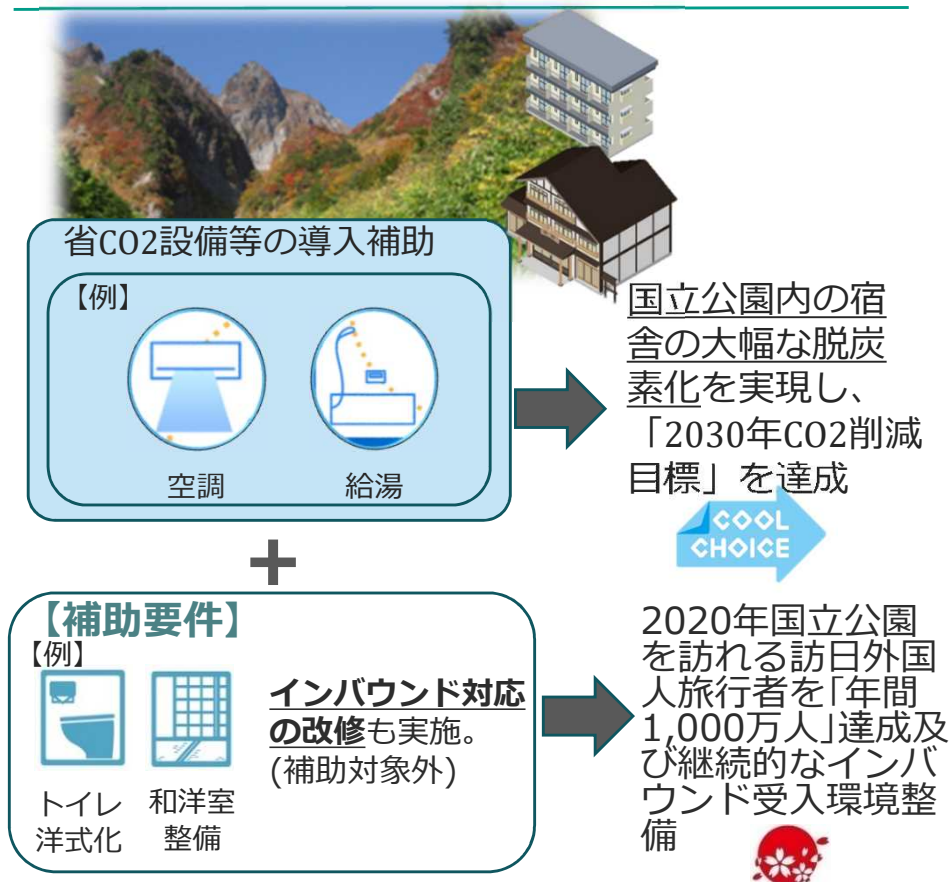 省CO2設備等の導入補助
【例】
空調
給湯
国立公園内の宿
舎の大幅な脱炭
素化を実現し、
「2030年CO2削減
目標」を達成
COOL
CHOICE
+
【補助要件】
【例】
トイレ
洋式化
和洋室
整備
インバウンド対応
の改修も実施。
(補助対象外)
2020年国立公園
を訪れる訪日外国
人旅行者を「年間
1,000万人」達成及
び継続的なインバ
ウンド受入環境整
備